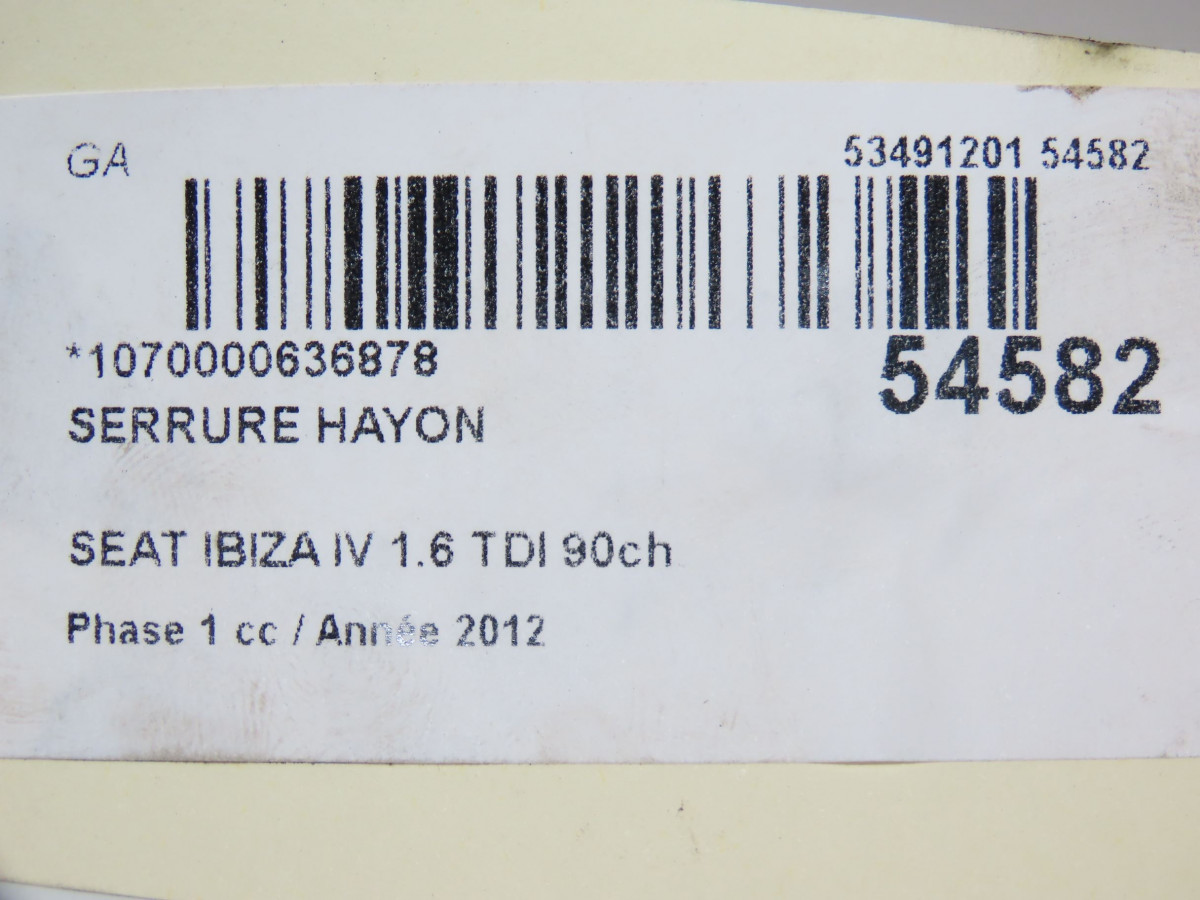 GA
53491201 54582
*1070000636878
54582
SERRURE HAYON
SEAT IBIZA IV 1.6 TDI 90ch
Phase 1 cc / Année 2012